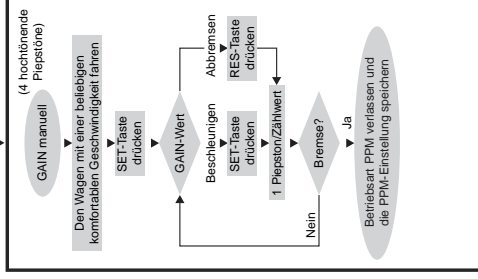 (4 hochtönende
Piepstöne)
GAIN manuell
Den Wagen mit einer beliebigen
komfortablen Geschwindigkeit fahren
SET-Taste
drücken
GAIN-Wert
Beschleunigen
Abbremsen
SET-Taste
drücken
RES-Taste
drücken
1 Piepston/Zählwert
Bremse?
Nein
Ja
Betriebsart PPM verlassen und
die PPM-Einstellung speichern